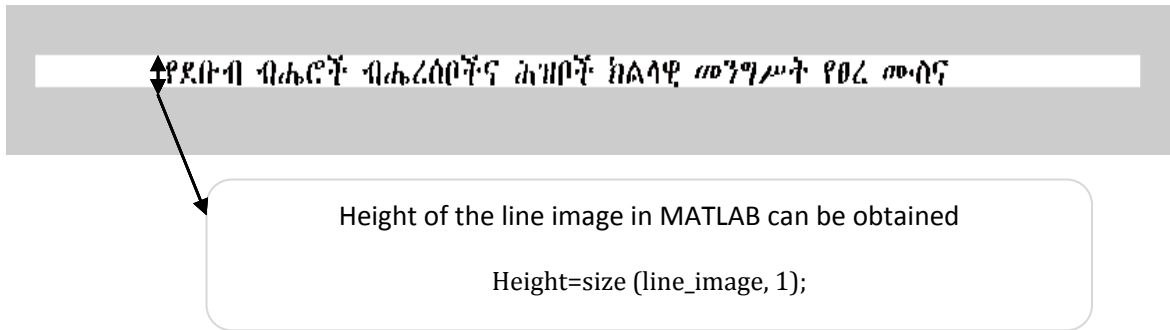 የደቡብ ብሔሮች ብሔረሰቦችና ሕዝቦች ክልላዊ መንግሥት የፀረ ሙስና
Height of the line image in MATLAB can be obtained
Height=size (line_image, 1);